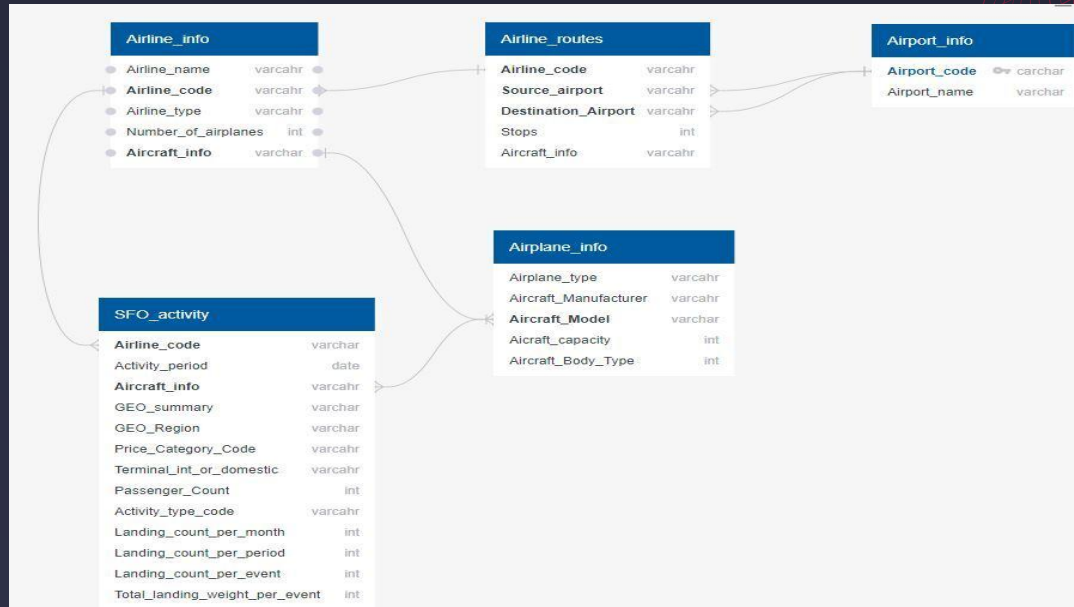 Airline_info
Airline_name varcahr
Airline_code varcahr
Airline_type varcahr
Number_of_airplanes int
Aircraft_info varchar
Airline_routes
Airline_code varcahr
Source_airport varcahr
Destination_Airport varcahr
Stops int
Aircraft_info varcahr
Airport_info
Airport_code carchar
Airport_name varchar
Airplane_info
Airplane_type varcahr
Aircraft_Manufacturer varcahr
Aircraft_Model varchar
Aicraft_capacity int
Aircraft_Body_Type int
SFO_activity
Airline_code varchar
Activity_period date
Aircraft_info varcahr
GEO_summary varchar
GEO_Region varchar
Price_Category_Code varcahr
Terminal_int_or_domestic varcahr
Passenger_Count int
Activity_type_code varcahr
Landing_count_per_month int
Landing_count_per_period int
Landing_count_per_event int
Total_landing_weight_per_event int